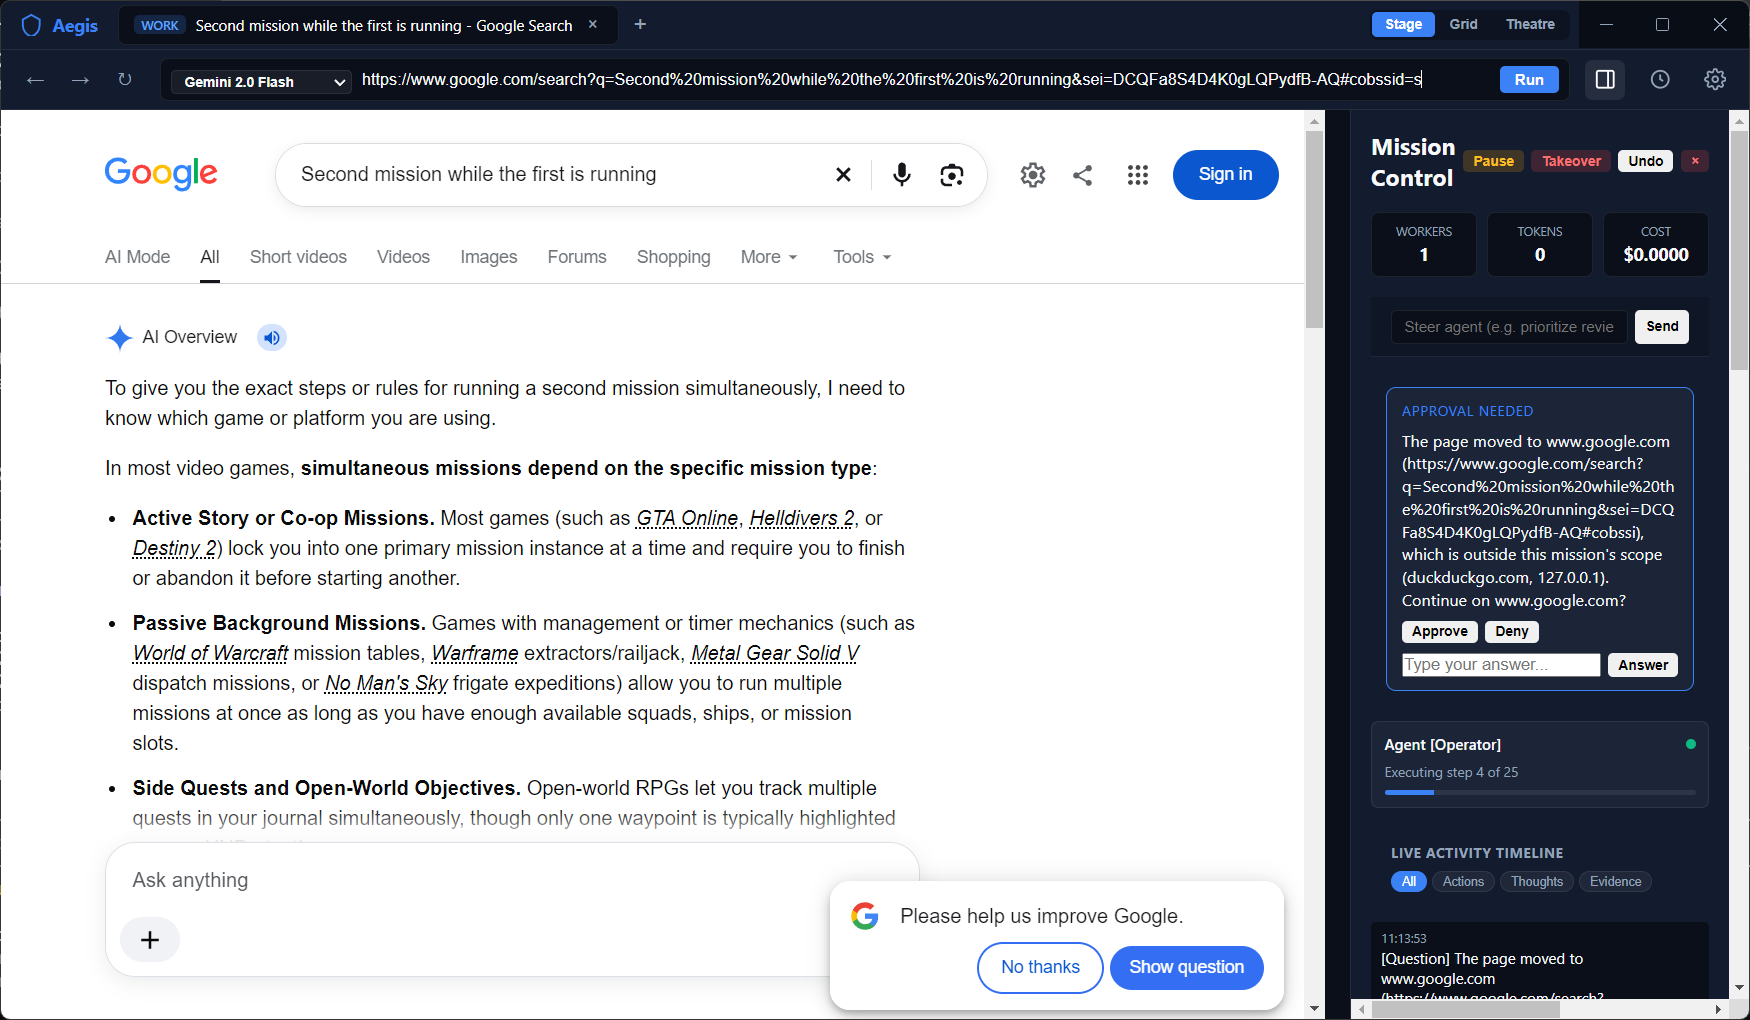 Aegis
WORK Second mission while the first is running - Google Search
Stage Grid Theatre
Gemini 2.0 Flash
https://www.google.com/search?q=Second%20mission%20while%20the%20first%20is%20running&sei=DCQFa8S4D4K0gLQPydfB-AQ#cobssid=s
Run
Google
Second mission while the first is running
Sign in
AI Mode All Short videos Videos Images Forums Shopping More Tools
AI Overview
To give you the exact steps or rules for running a second mission simultaneously, I need to
know which game or platform you are using.
In most video games, simultaneous missions depend on the specific mission type:
• Active Story or Co-op Missions. Most games (such as GTA Online, Helldivers 2, or
Destiny 2) lock you into one primary mission instance at a time and require you to finish
or abandon it before starting another.
• Passive Background Missions. Games with management or timer mechanics (such as
World of Warcraft mission tables, Warframe extractors/railjack, Metal Gear Solid V
dispatch missions, or No Man's Sky frigate expeditions) allow you to run multiple
missions at once as long as you have enough available squads, ships, or mission
slots.
• Side Quests and Open-World Objectives. Open-world RPGs let you track multiple
quests in your journal simultaneously, though only one waypoint is typically highlighted
Ask anything
Please help us improve Google.
No thanks
Show question
Mission
Control
Pause
Takeover
Undo
WORKERS
1
TOKENS
0
COST
$0.0000
Steer agent (e.g. prioritize revie
Send
APPROVAL NEEDED
The page moved to www.google.com
(https://www.google.com/search?
q=Second%20mission%20while%20th
e%20first%20is%20running&sei=DCQ
Fa8S4D4K0gLQPydfB-AQ#cobssi),
which is outside this mission's scope
(duckduckgo.com, 127.0.0.1).
Continue on www.google.com?
Approve
Deny
Type your answer...
Answer
Agent [Operator]
Executing step 4 of 25
LIVE ACTIVITY TIMELINE
All Actions Thoughts Evidence
11:13:53
[Question] The page moved to
www.google.com
(https://www.google.com/search?